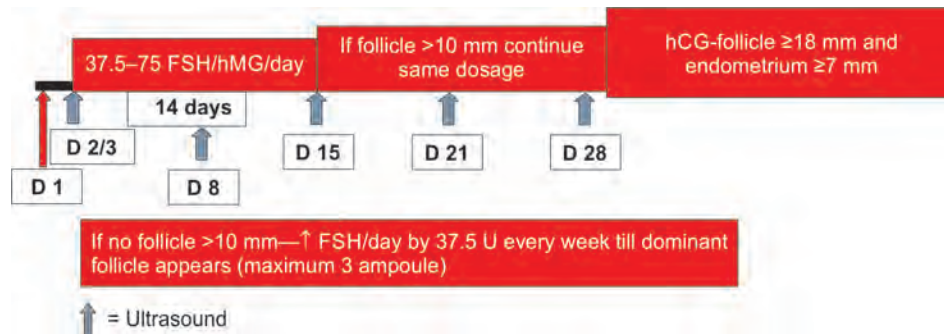 37.5–75 FSH/hMG/day
If follicle >10 mm continue
same dosage
hCG-follicle ≥18 mm and
endometrium ≥7 mm
14 days
D 2/3
D 15
D 21
D 28
D 1
D 8
If no follicle >10 mm—↑ FSH/day by 37.5 U every week till dominant
follicle appears (maximum 3 ampoule)
= Ultrasound